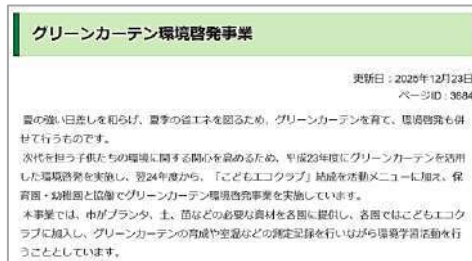 グリーンカーテン環境啓発事業
更新日：2025年12月23日
ページID：3684
夏の強い日差しを和らげ、夏季の省エネを図るため、グリーンカーテンを育て、環境啓発も併
せて行うものです。
次代を担う子供たちの環境に関する関心を高めるため、平成23年度にグリーンカーテンを活用
した環境啓発を実施し、翌24年度から、「こどもエコクラブ」結成を活動メニューに加え、保
育園・幼稚園と協働でグリーンカーテン環境啓発事業を実施しています。
本事業では、市がプランタ、土、苗などの必要な資材を各園に提供し、各園ではこどもエコク
ラブに加入し、グリーンカーテンの育成や室温などの測定記録を行いながら環境学習活動を行
うこととしています。